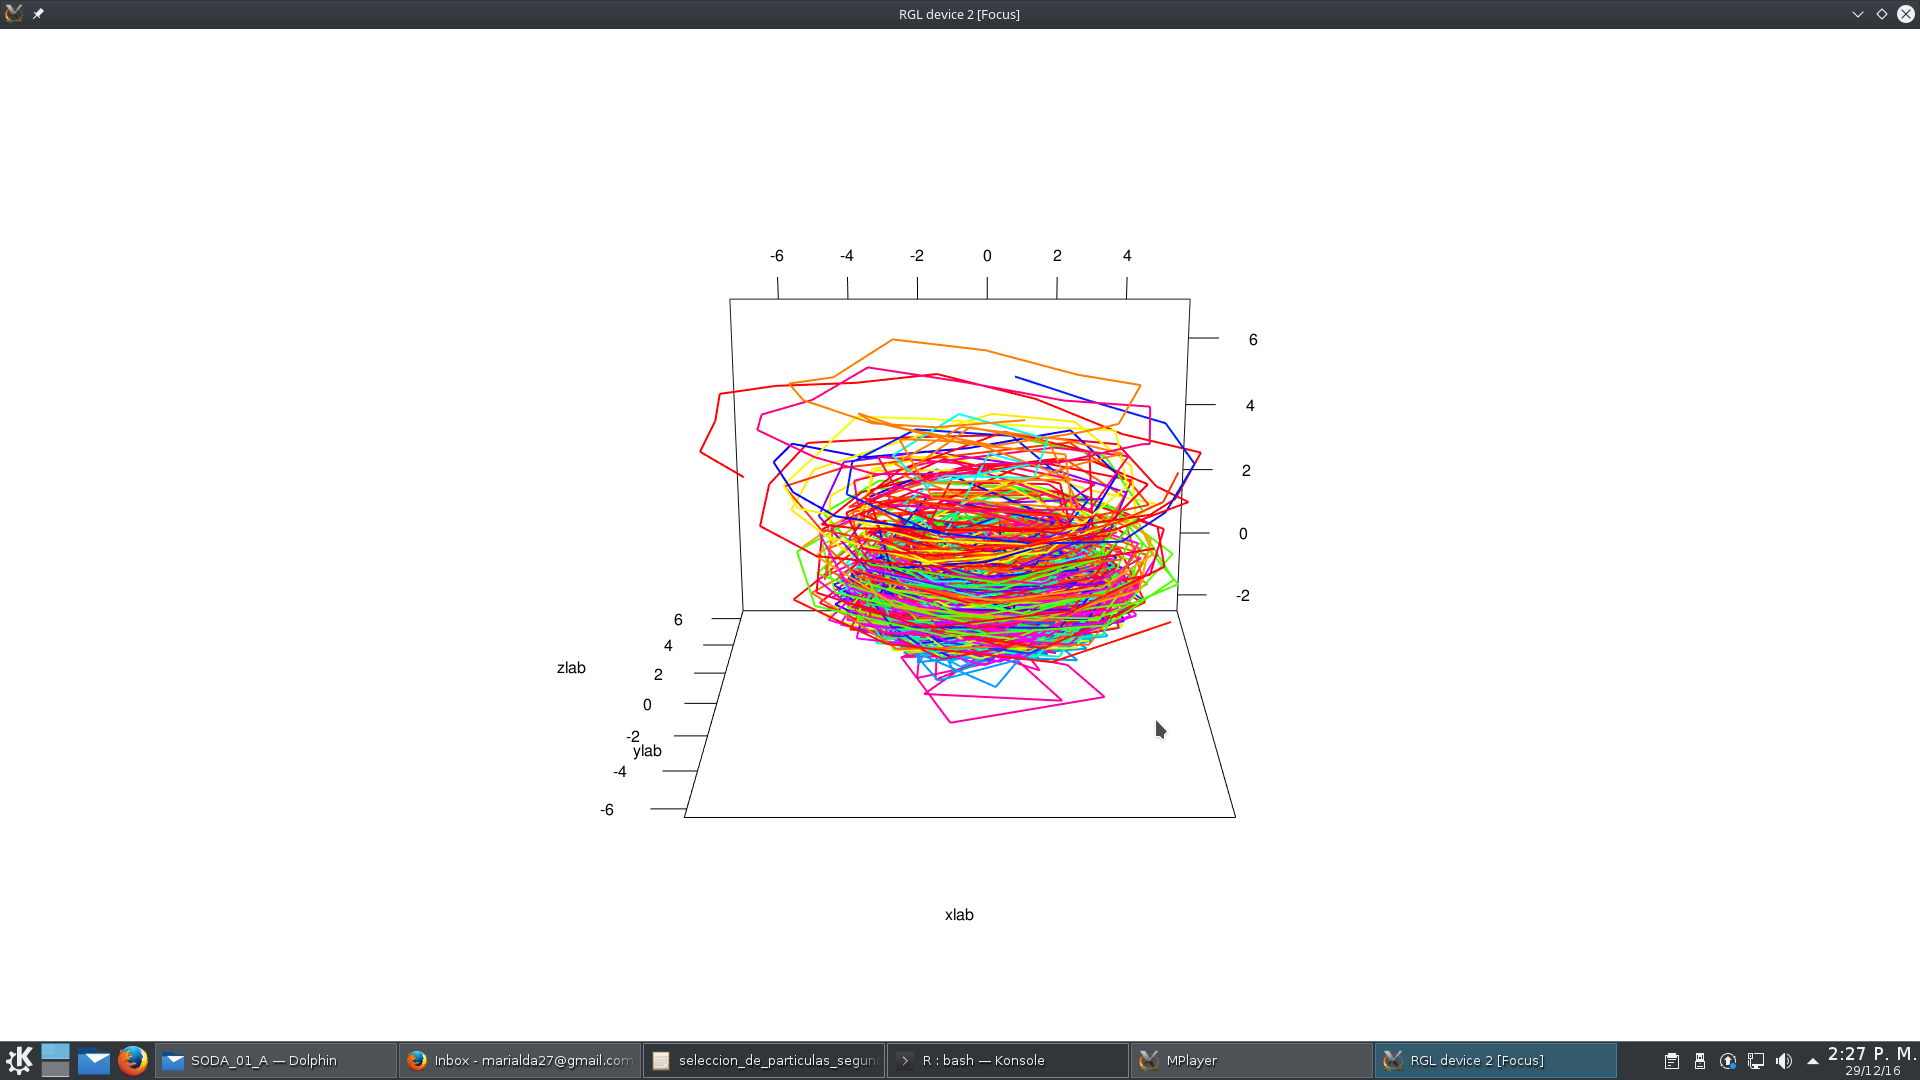 RGL device 2 [Focus]
-6 -4 -2 0 2 4
6
4
2
0
-2
6
4
2
0
-2
-4
-6
zlab
ylab
xlab
SODA_01_A — Dolphin
Inbox - marialda27@gmail.com
seleccion_de_particulas_segun
R : bash — Konsole
MPlayer
RGL device 2 [Focus]
2:27 P. M.
29/12/16